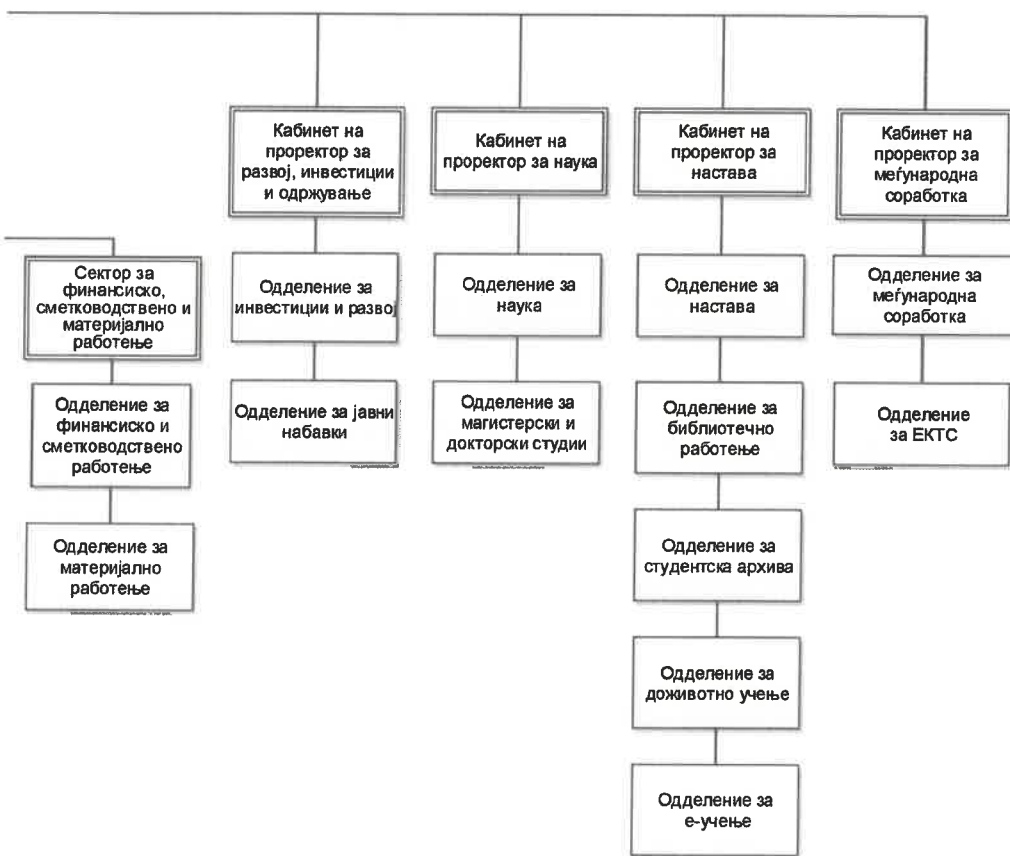 Кабинет на
проректор за
развој, инвестиции
и одржување
Кабинет на
проректор за наука
Кабинет на
проректор за
настава
Кабинет на
проректор за
меѓународна
соработка
Сектор за
финансиско,
сметководствено и
материјално
работење
Одделение за
инвестиции и развој
Одделение за
наука
Одделение за
настава
Одделение за
меѓународна
соработка
Одделение за
финансиско и
сметководствено
работење
Одделение за јавни
набавки
Одделение за
магистерски и
докторски студии
Одделение за
библиотечно
работење
Одделение
за ЕКТС
Одделение за
материјално
работење
Одделение за
студентска архива
Одделение за
доживотно учење
Одделение за
е-учење